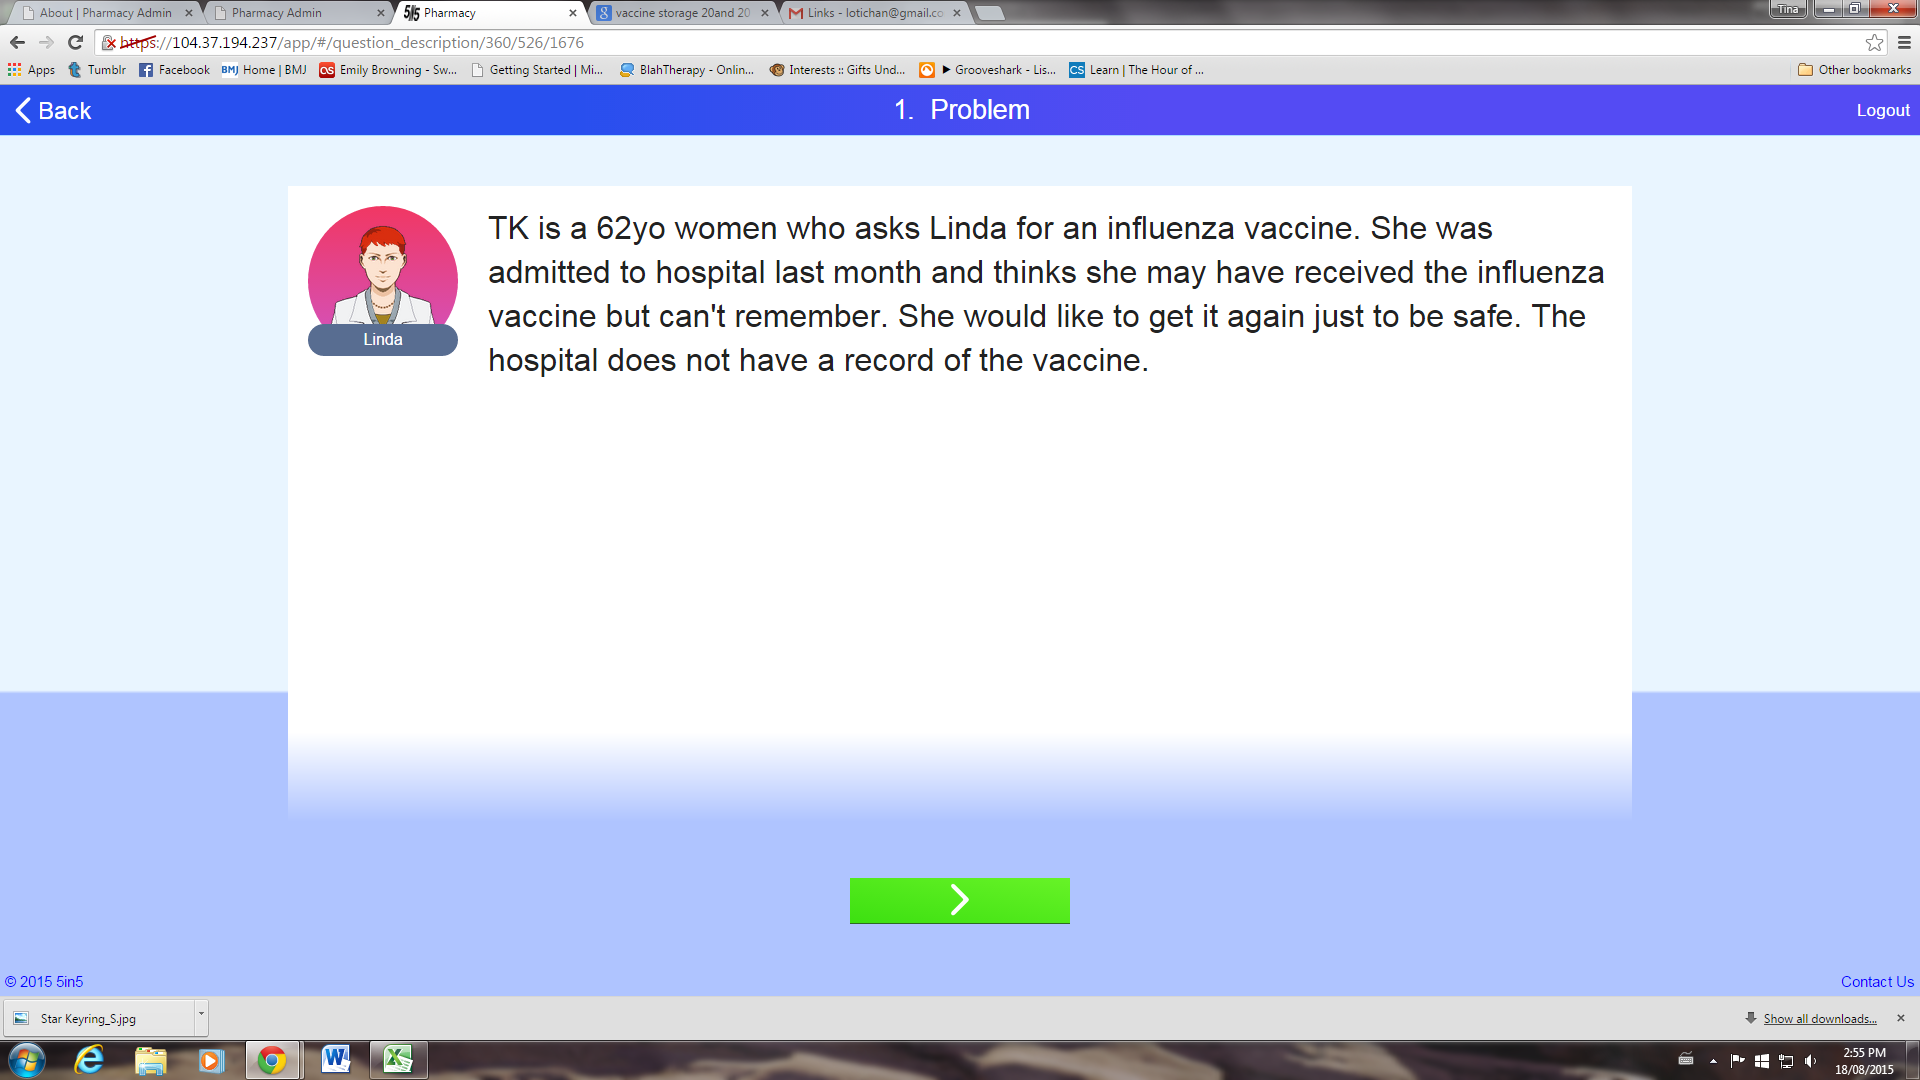 About | Pharmacy Admin
Pharmacy Admin
5/5 Pharmacy
vaccine storage 20and 20
Links - lotichan@gmail.co
Tina
https://104.37.194.237/app/#/question_description/360/526/1676
Apps
Tumblr
Facebook
BMJ Home | BMJ
Emily Browning - Sw...
Getting Started | Mi...
BlahTherapy - Onlin...
Interests :: Gifts Und...
Grooveshark - Lis...
CS Learn | The Hour of ...
Other bookmarks
Back
1. Problem
Logout
Linda
TK is a 62yo women who asks Linda for an influenza vaccine. She was
admitted to hospital last month and thinks she may have received the influenza
vaccine but can't remember. She would like to get it again just to be safe. The
hospital does not have a record of the vaccine.
© 2015 5in5
Contact Us
Star Keyring_S.jpg
Show all downloads...
2:55 PM
18/08/2015